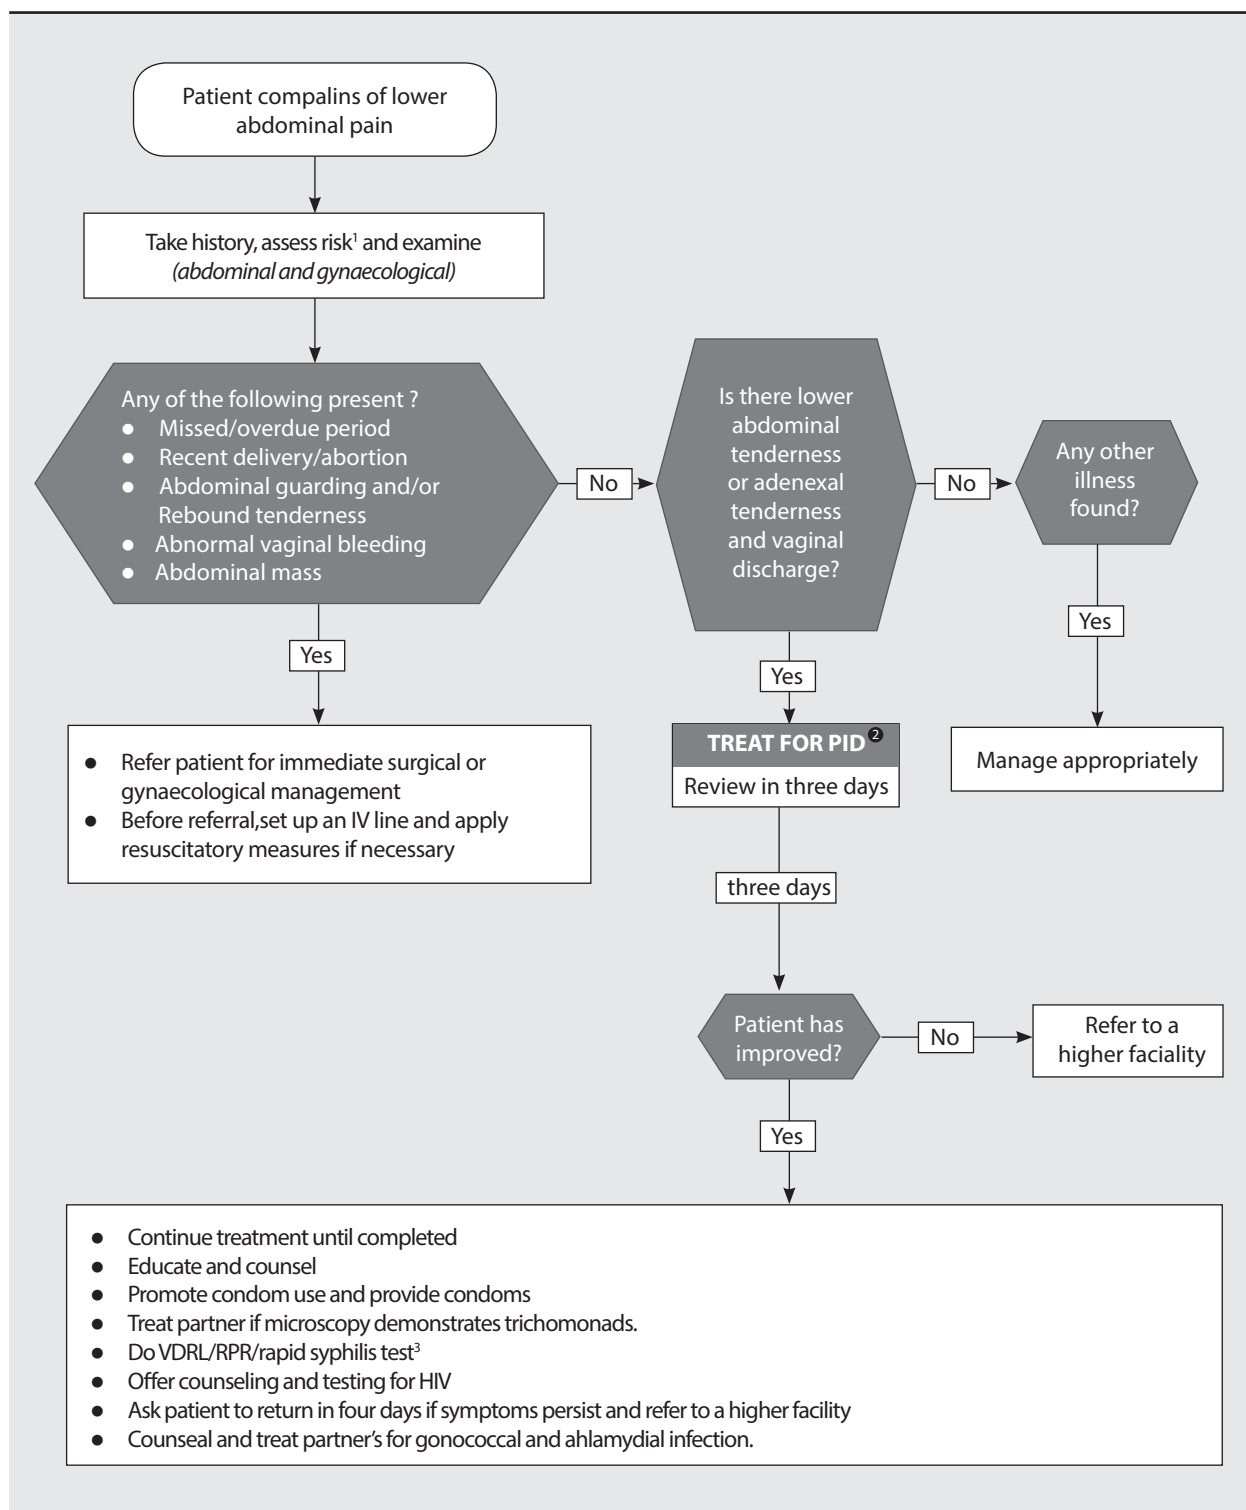 Patient compalins of lower
abdominal pain
Take history, assess risk¹ and examine
(abdominal and gynaecological)
Any of the following present ?
● Missed/overdue period
● Recent delivery/abortion
● Abdominal guarding and/or
Rebound tenderness
● Abnormal vaginal bleeding
● Abdominal mass
No
Is there lower
abdominal
tenderness
or adenexal
tenderness
and vaginal
discharge?
No
Any other
illness
found?
Yes
Yes
Yes
● Refer patient for immediate surgical or
gynaecological management
● Before referral,set up an IV line and apply
resuscitatory measures if necessary
TREAT FOR PID❷
Review in three days
Manage appropriately
three days
Patient has
improved?
No
Refer to a
higher faciality
Yes
● Continue treatment until completed
● Educate and counsel
● Promote condom use and provide condoms
● Treat partner if microscopy demonstrates trichomonads.
● Do VDRL/RPR/rapid syphilis test³
● Offer counseling and testing for HIV
● Ask patient to return in four days if symptoms persist and refer to a higher facility
● Counseal and treat partner's for gonococcal and ahlamydial infection.